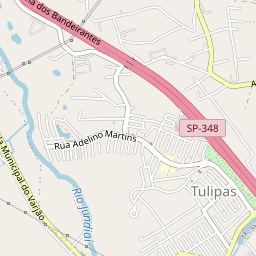 dos Bandeirantes
SP-348
Rua Adelino Martins
Tulipas
Municipal do Varjão
Rio Jundiaí